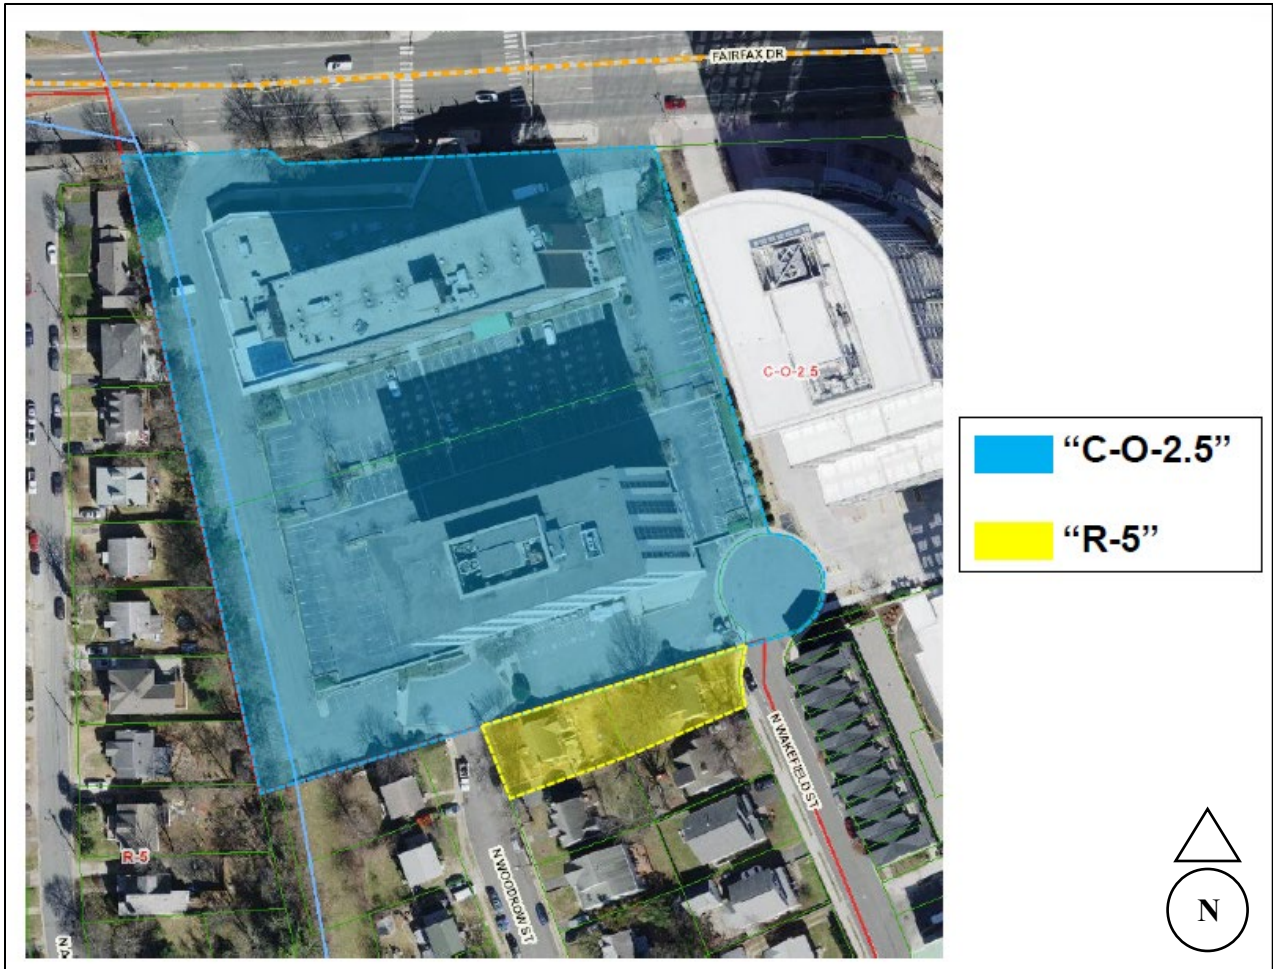 FAIRFAX DR
C-O-2.5
“C-O-2.5”
“R-5”
N WAKEFIELD ST
R-5
N WOODROW ST
N A
N